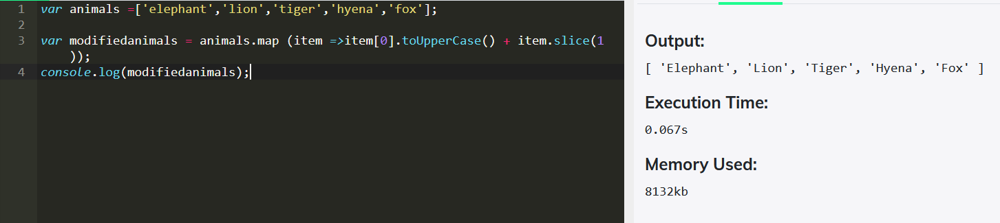 1 var animals =['elephant','lion','tiger','hyena','fox'];
2
3 var modifiedanimals = animals.map (item =>item[0].toUpperCase() + item.slice(1
));
4 console.log(modifiedanimals);
Output:
[ 'Elephant', 'Lion', 'Tiger', 'Hyena', 'Fox' ]
Execution Time:
0.067s
Memory Used:
8132kb